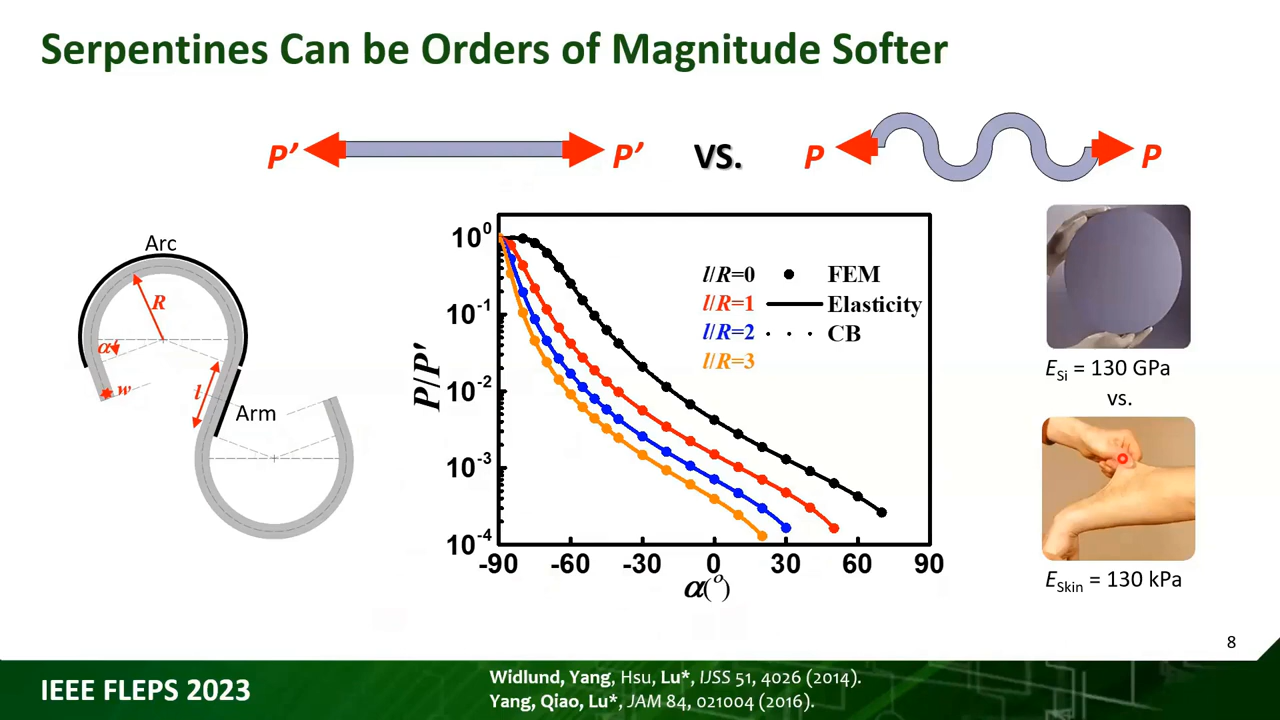 Serpentines Can be Orders of Magnitude Softer
P’ P’ VS. P P
Arc
R
α
w
l
Arm
P/P'
10^0
10^-1
10^-2
10^-3
10^-4
-90 -60 -30 0 30 60 90
α(°)
l/R=0 FEM
l/R=1 Elasticity
l/R=2 CB
l/R=3
E_Si = 130 GPa
vs.
E_Skin = 130 kPa
8
IEEE FLEPS 2023
Widlund, Yang, Hsu, Lu*, IJSS 51, 4026 (2014).
Yang, Qiao, Lu*, JAM 84, 021004 (2016).